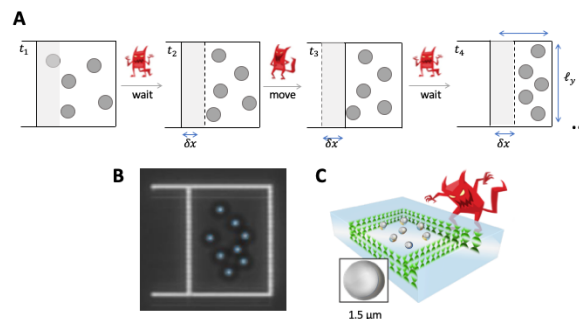 A
t1 t2 t3 t4
wait move wait
ℓy
δx δx δx
...
B C
1.5 μm